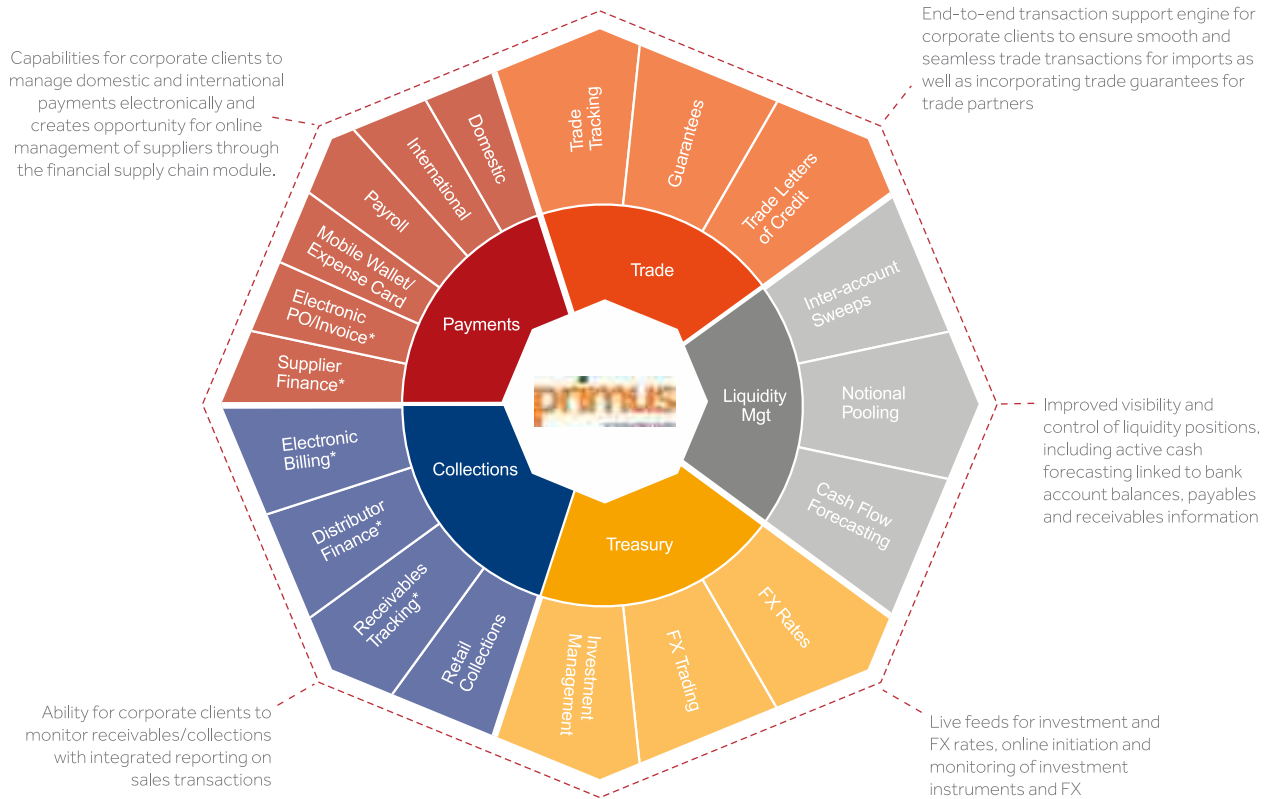 Capabilities for corporate clients to
manage domestic and international
payments electronically and
creates opportunity for online
management of suppliers through
the financial supply chain module.
End-to-end transaction support engine for
corporate clients to ensure smooth and
seamless trade transactions for imports as
well as incorporating trade guarantees for
trade partners
Trade
Tracking
Guarantees
Trade Letters
of Credit
Trade
Domestic
International
Payroll
Mobile Wallet/
Expense Card
Electronic
PO/Invoice*
Supplier
Finance*
Payments
Inter-account
Sweeps
Notional
Pooling
Cash Flow
Forecasting
Liquidity
Mgt
primus
Improved visibility and
control of liquidity positions,
including active cash
forecasting linked to bank
account balances, payables
and receivables information
Electronic
Billing*
Distributor
Finance*
Receivables
Tracking*
Retail
Collections
Collections
Treasury
Investment
Management
FX Trading
FX Rates
Ability for corporate clients to
monitor receivables/collections
with integrated reporting on
sales transactions
Live feeds for investment and
FX rates, online initiation and
monitoring of investment
instruments and FX